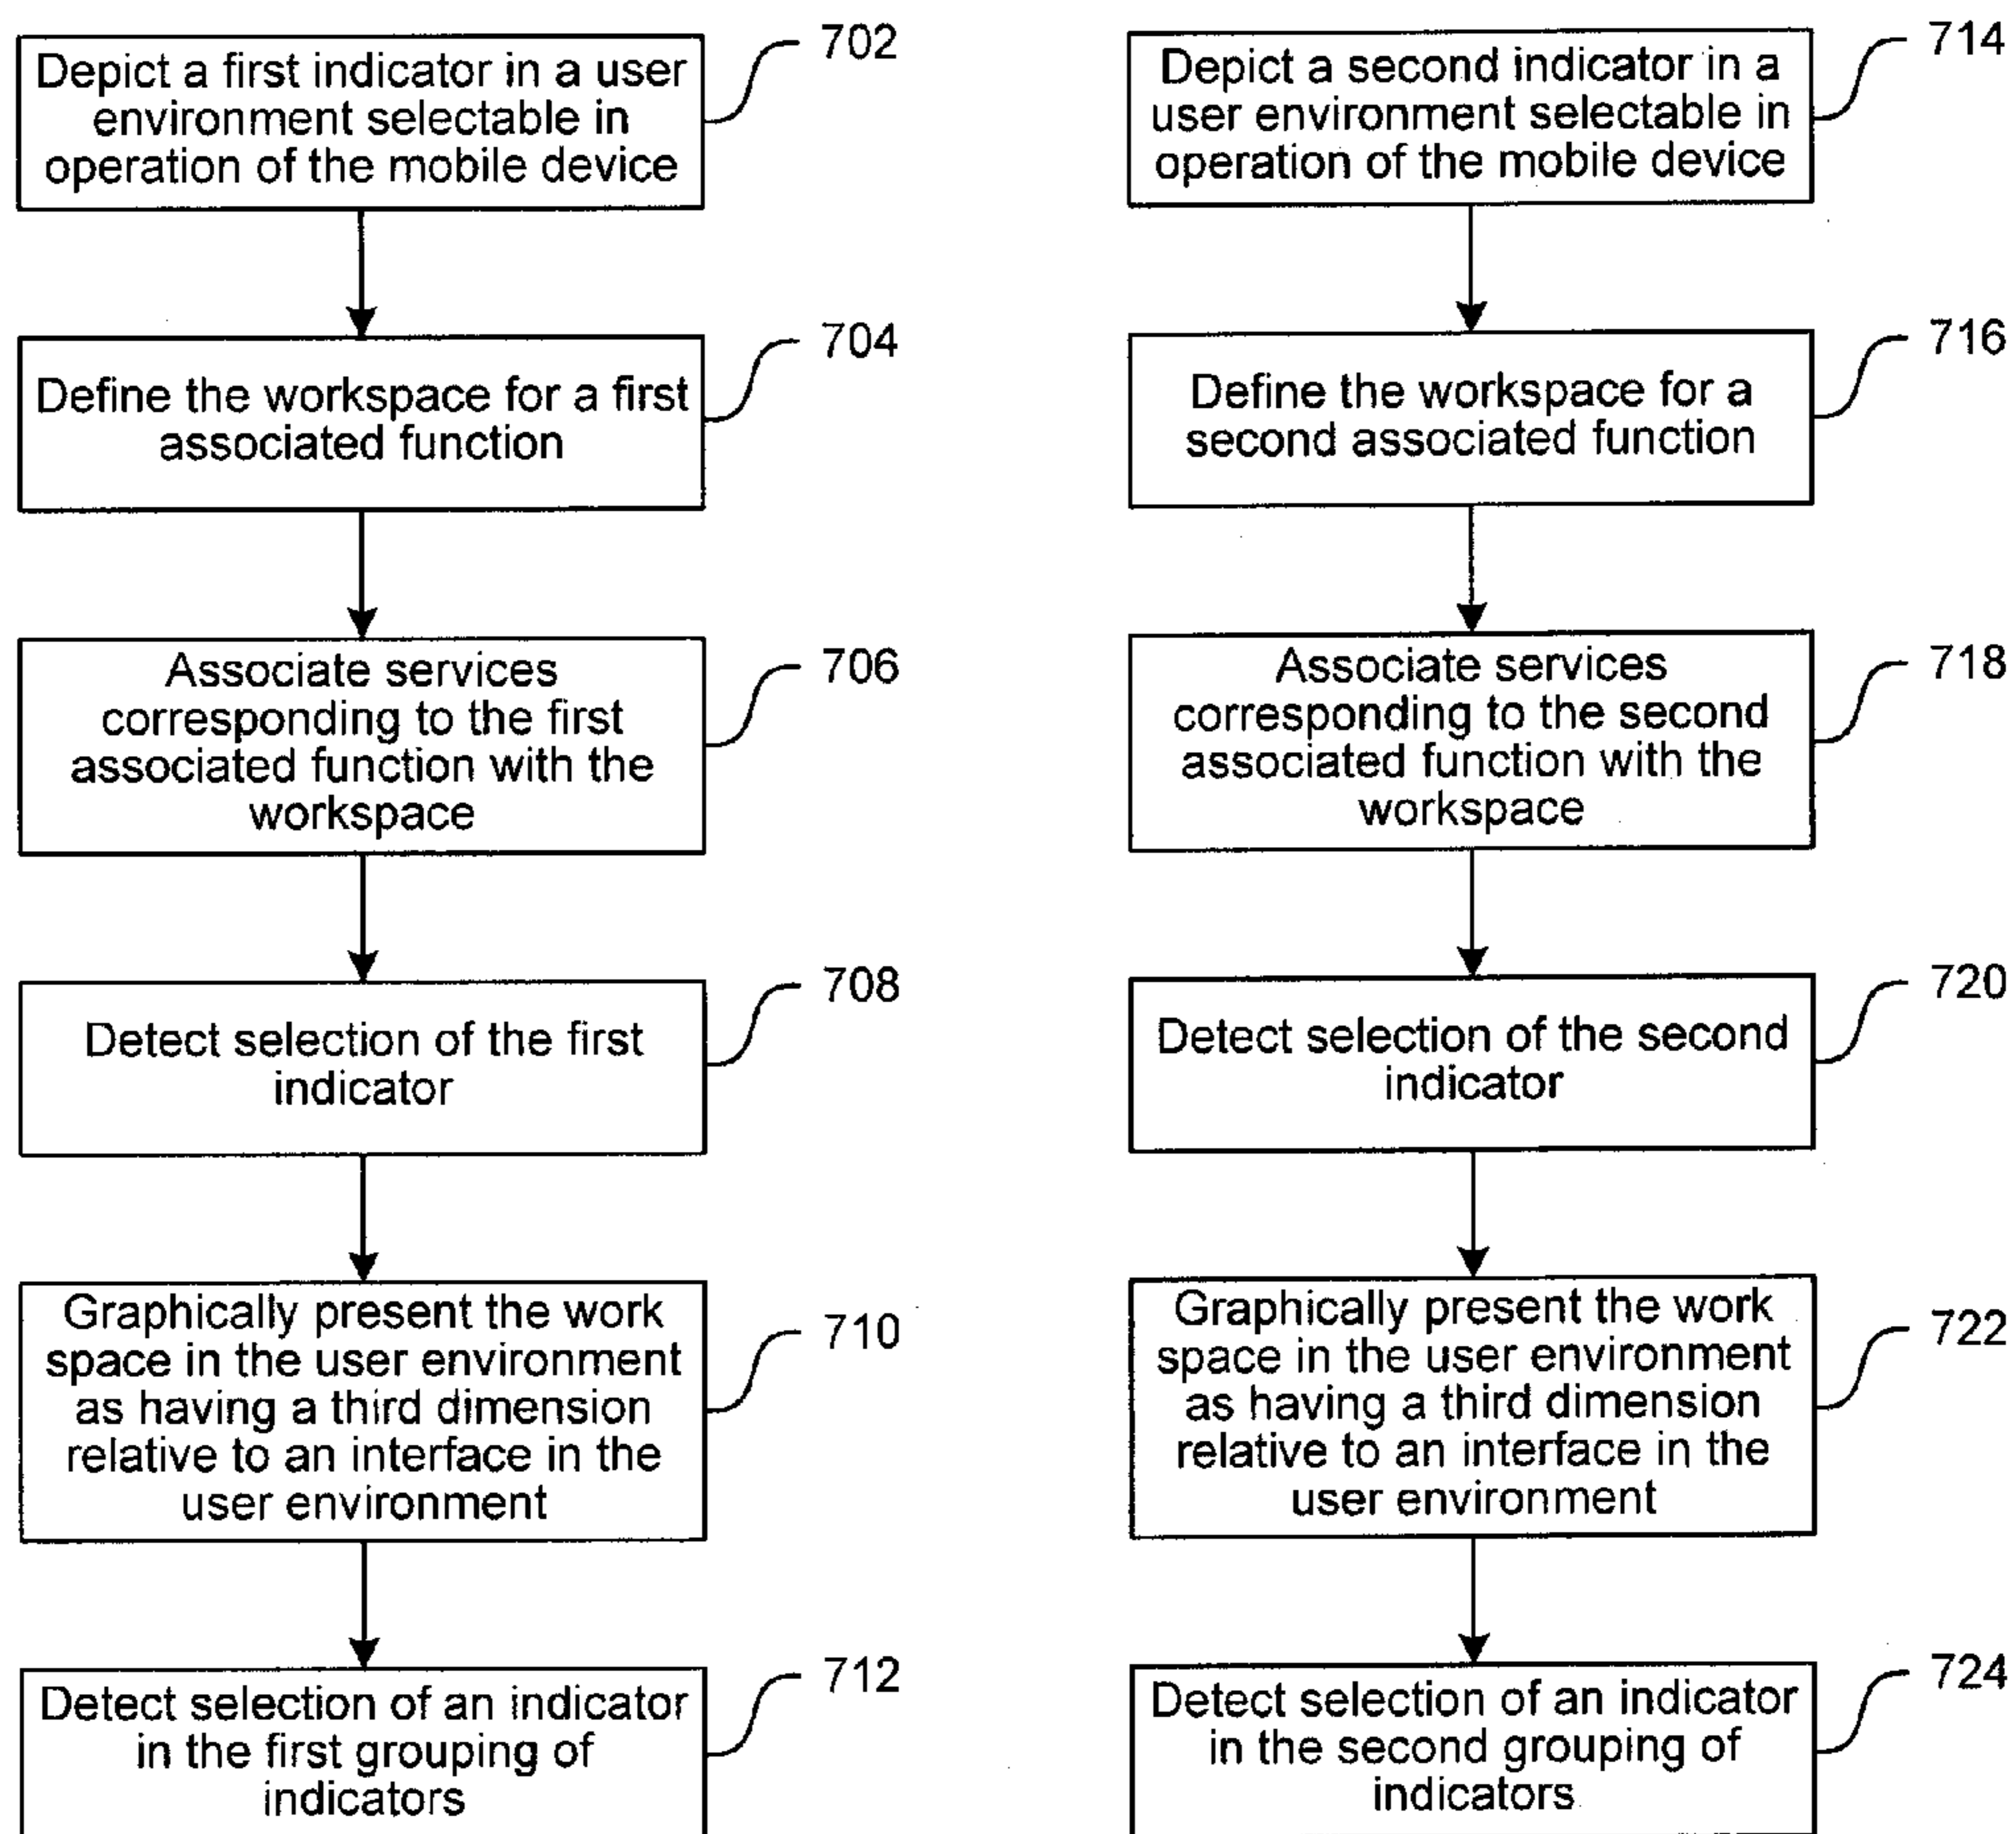 Depict a first indicator in a user
environment selectable in
operation of the mobile device
702
Define the workspace for a first
associated function
704
Associate services
corresponding to the first
associated function with the
workspace
706
Detect selection of the first
indicator
708
Graphically present the work
space in the user environment
as having a third dimension
relative to an interface in the
user environment
710
Detect selection of an indicator
in the first grouping of
indicators
712
Depict a second indicator in a
user environment selectable in
operation of the mobile device
714
Define the workspace for a
second associated function
716
Associate services
corresponding to the second
associated function with the
workspace
718
Detect selection of the second
indicator
720
Graphically present the work
space in the user environment
as having a third dimension
relative to an interface in the
user environment
722
Detect selection of an indicator
in the second grouping of
indicators
724